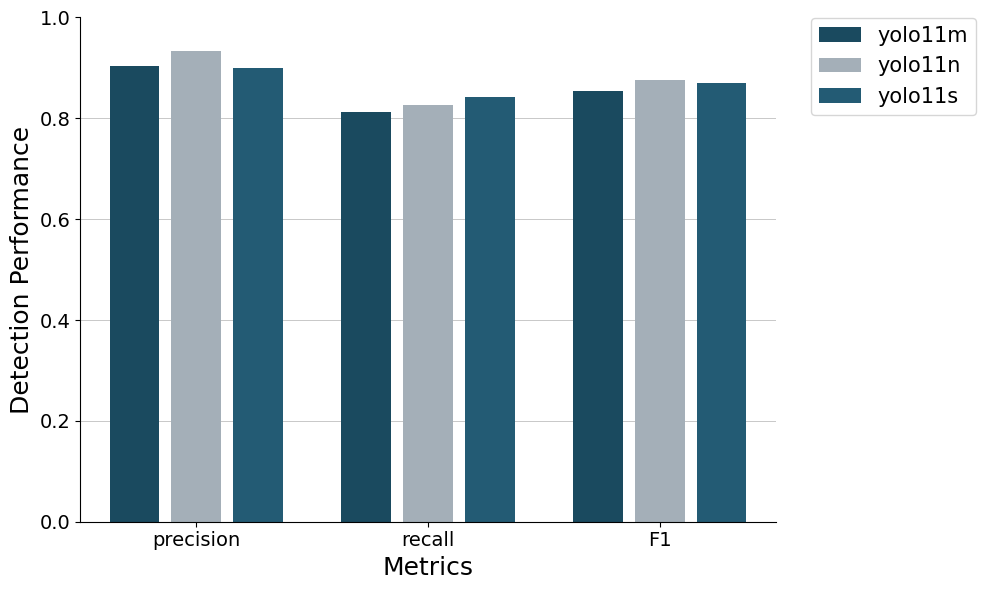 1.0
0.8
0.6
0.4
0.2
0.0
Detection Performance
precision
recall
F1
Metrics
yolo11m
yolo11n
yolo11s